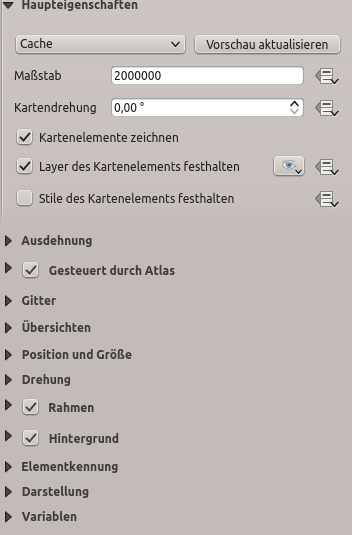 Haupteigenschaften
Cache
Vorschau aktualisieren
Maßstab
2000000
Kartendrehung
0,00 °
Kartenelemente zeichnen
Layer des Kartenelements festhalten
Stile des Kartenelements festhalten
Ausdehnung
Gesteuert durch Atlas
Gitter
Übersichten
Position und Größe
Drehung
Rahmen
Hintergrund
Elementkennung
Darstellung
Variablen